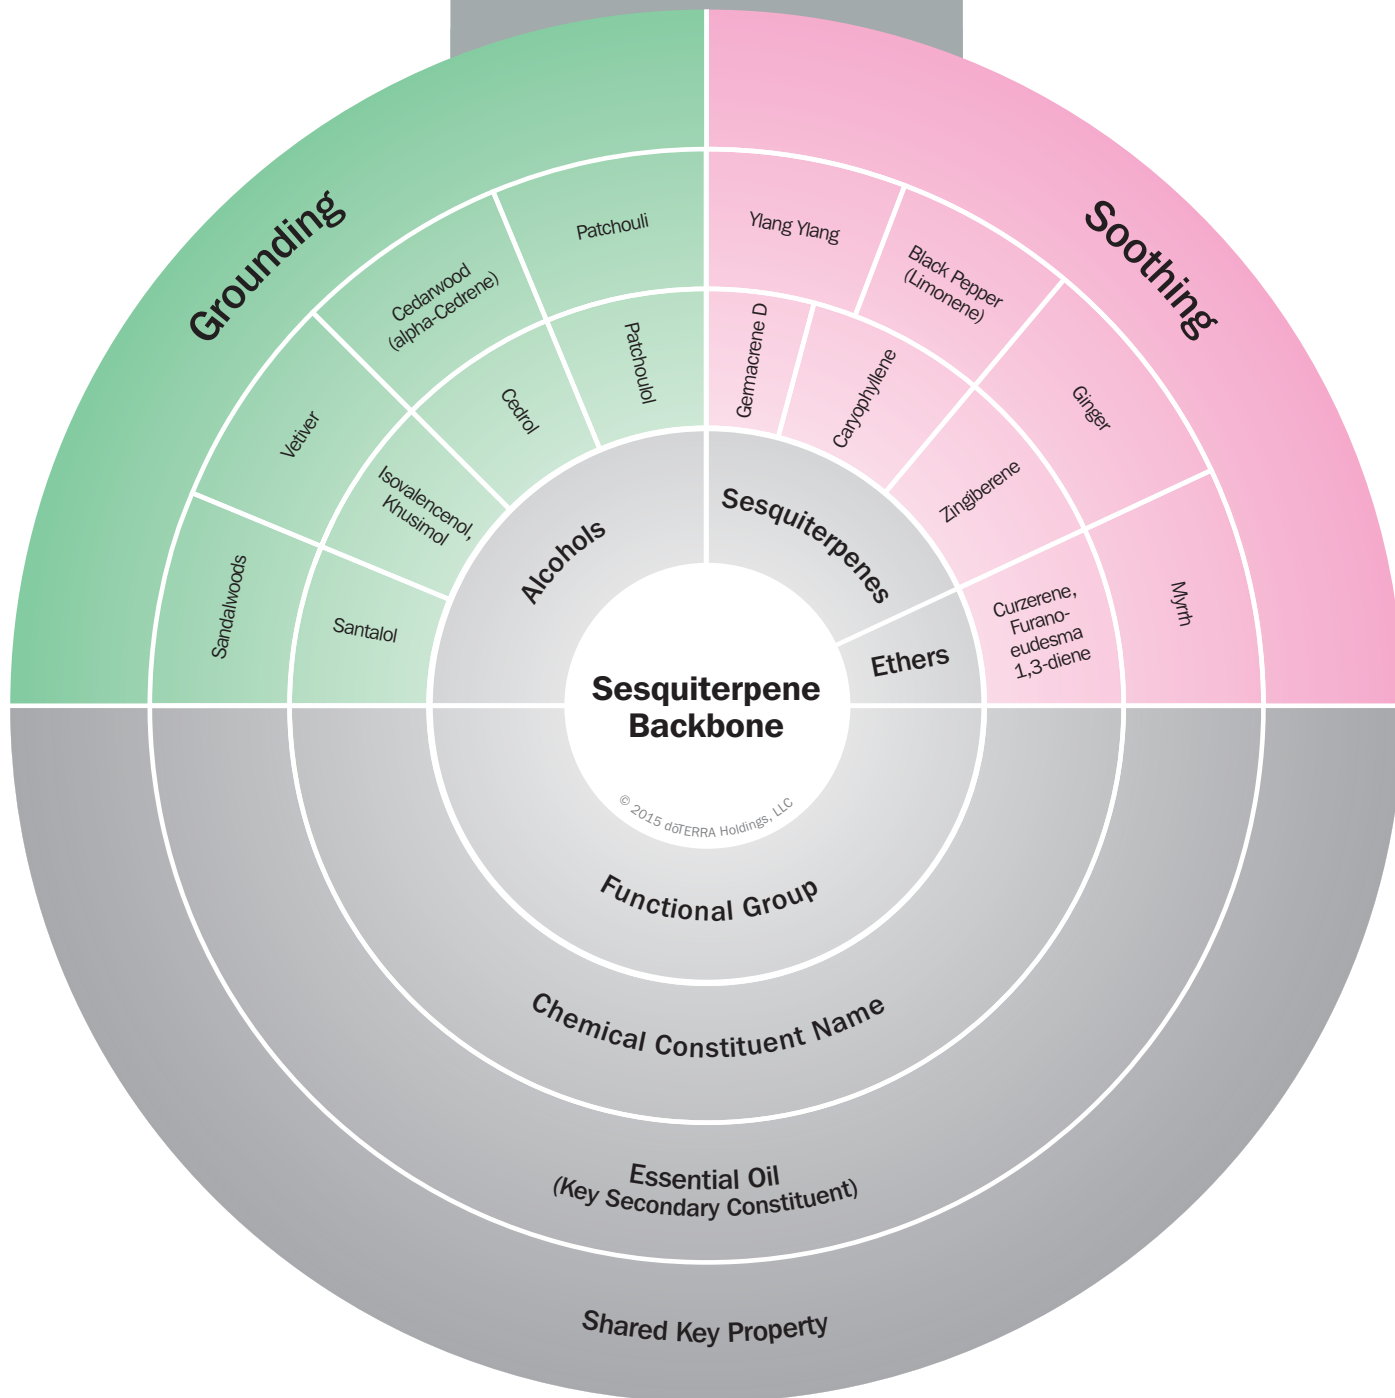 Grounding
Soothing
Patchouli
Cedarwood
(alpha-Cedrene)
Vetiver
Sandalwoods
Ylang Ylang
Black Pepper
(Limonene)
Ginger
Myrrh
Patchoulol
Cedrol
Isovalencenol,
Khusimol
Santalol
Germacrene D
Caryophyllene
Zingiberene
Curzerene,
Furano-
eudesma
1,3-diene
Alcohols
Sesquiterpenes
Ethers
Sesquiterpene
Backbone
© 2015 dōTERRA Holdings, LLC
Functional Group
Chemical Constituent Name
Essential Oil
(Key Secondary Constituent)
Shared Key Property